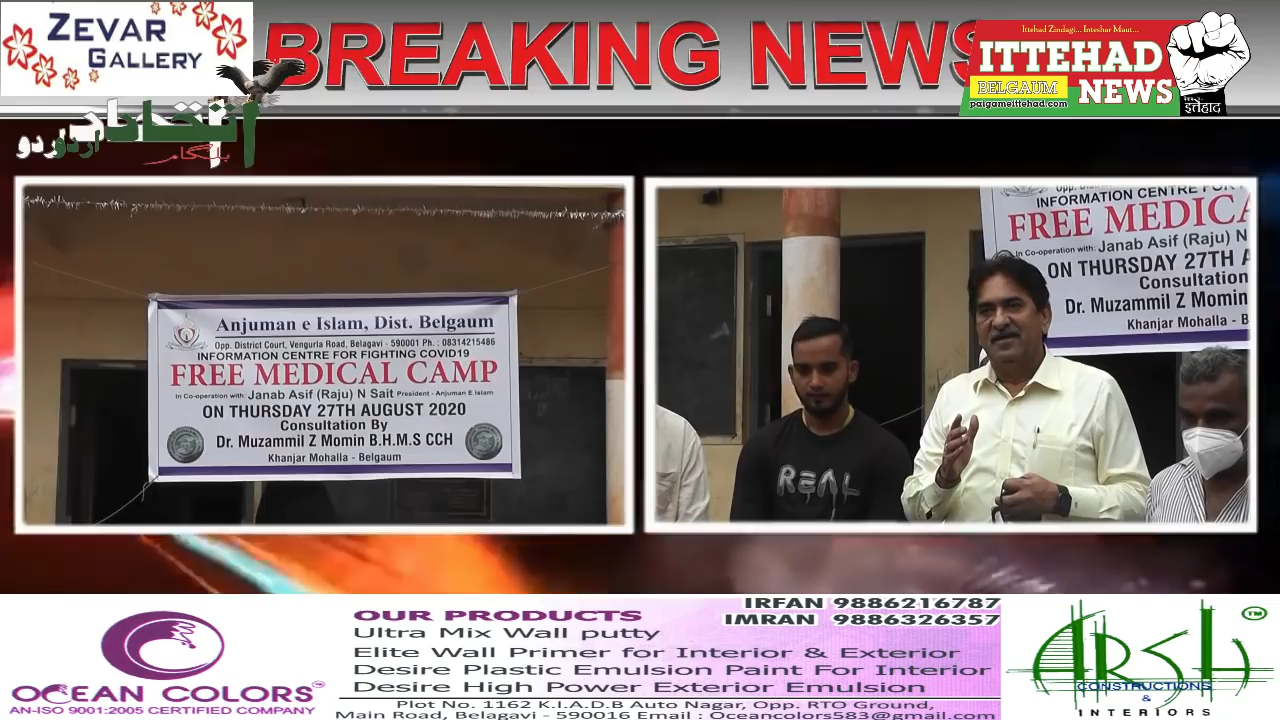 ZEVAR
GALLERY
BREAKING NEWS
Ittehad Zindagi... Inteshar Maut...
ITTEHAD
BELGAUM
NEWS
paigameittehad.com
इत्तेहाद
اتحاد
اردو
بلگام
Anjuman e Islam, Dist. Belgaum
Opp. District Court, Vengurla Road, Belagavi - 590001 Ph. : 08314215486
INFORMATION CENTRE FOR FIGHTING COVID19
FREE MEDICAL CAMP
In Co-operation with: Janab Asif (Raju) N Sait President - Anjuman E Islam
ON THURSDAY 27TH AUGUST 2020
Consultation By
Dr. Muzammil Z Momin B.H.M.S CCH
Khanjar Mohalla - Belgaum
Opp. Dist
INFORMATION CENTRE FOR
FREE MEDICA
In Co-operation with: Janab Asif (Raju) N
ON THURSDAY 27TH A
Consultation
Dr. Muzammil Z Momin
Khanjar Mohalla - B
REAL
OCEAN COLORS™
AN-ISO 9001:2005 CERTIFIED COMPANY
OUR PRODUCTS
IRFAN 9886216787
IMRAN 9886326357
Ultra Mix Wall putty
Elite Wall Primer for Interior & Exterior
Desire Plastic Emulsion Paint For Interior
Desire High Power Exterior Emulsion
Plot No. 1162 K.I.A.D.B Auto Nagar, Opp. RTO Ground,
Main Road, Belagavi - 590016 Email : Oceancolors583@gmail.com
ARSH™
CONSTRUCTIONS
&
INTERIORS